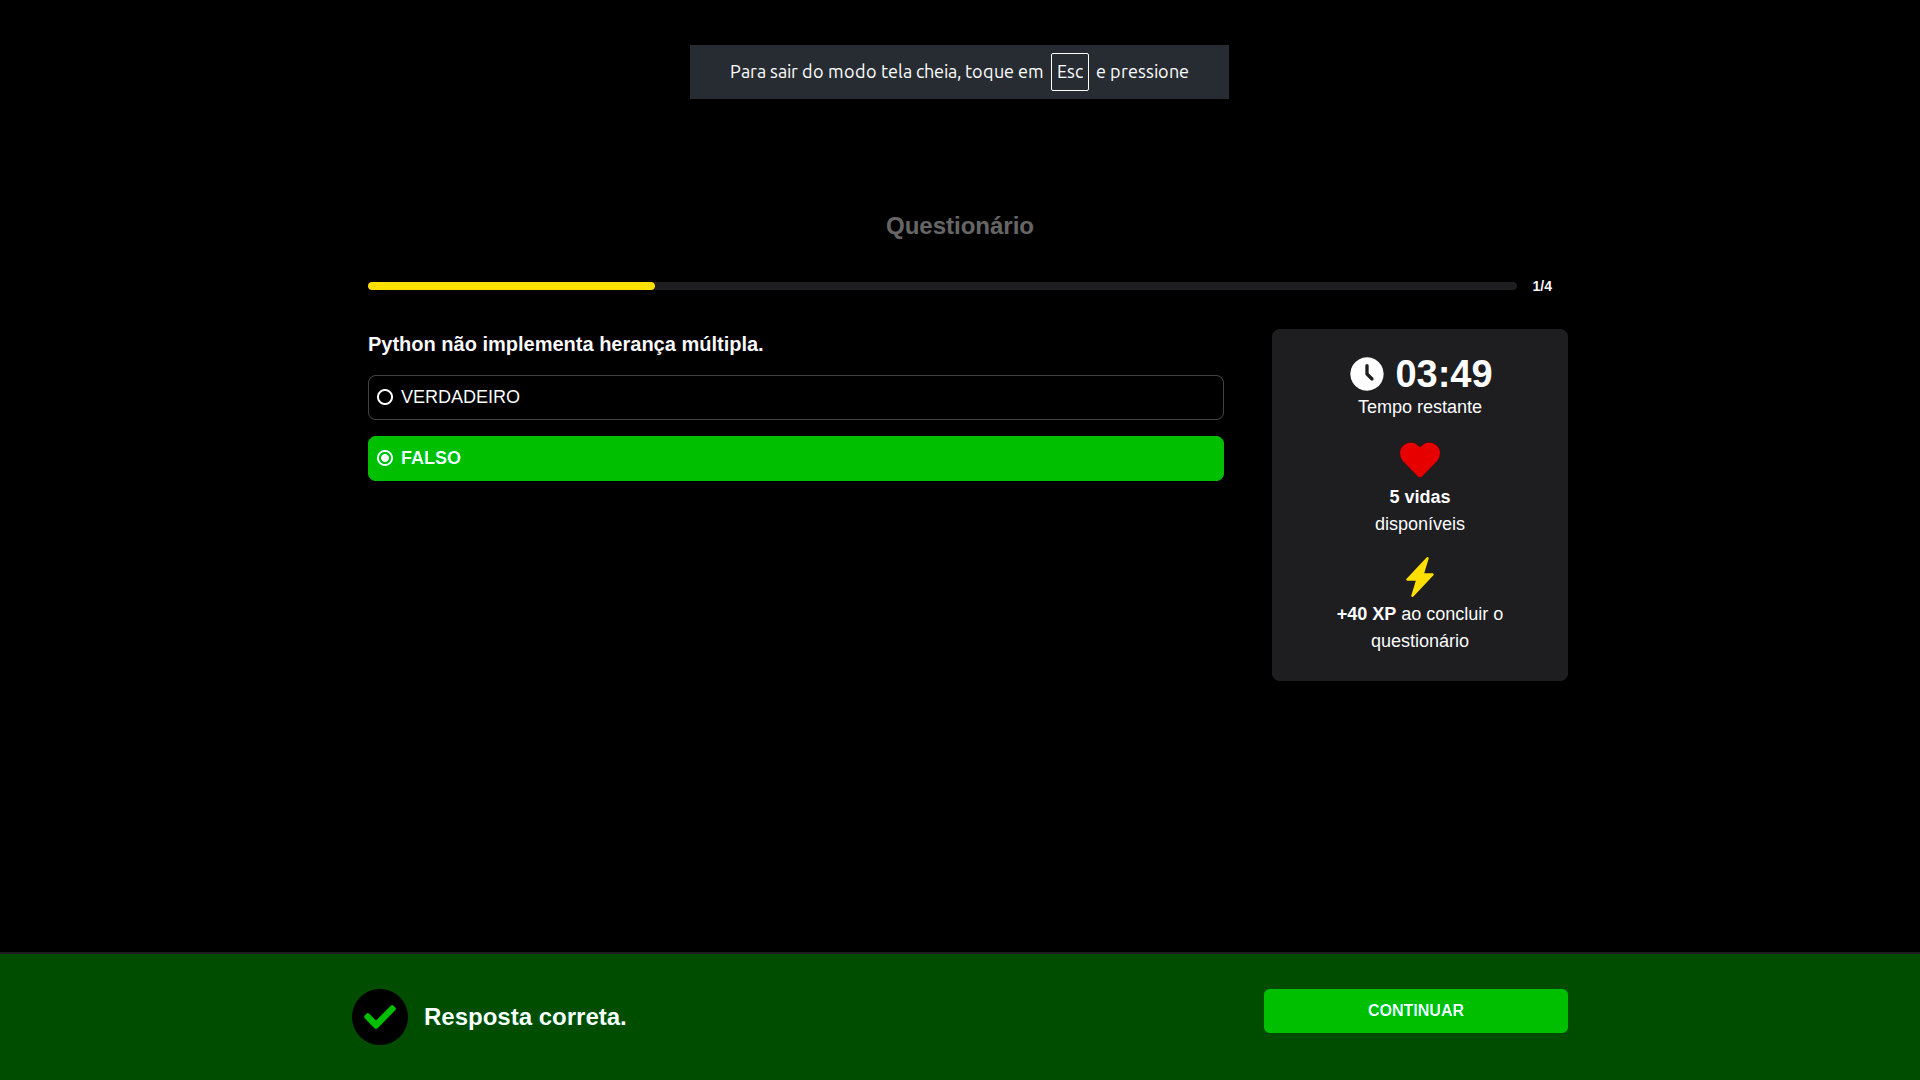 Para sair do modo tela cheia, toque em Esc e pressione
Questionário
1/4
Python não implementa herança múltipla.
VERDADEIRO
FALSO
03:49
Tempo restante
5 vidas
disponíveis
+40 XP ao concluir o
questionário
Resposta correta.
CONTINUAR